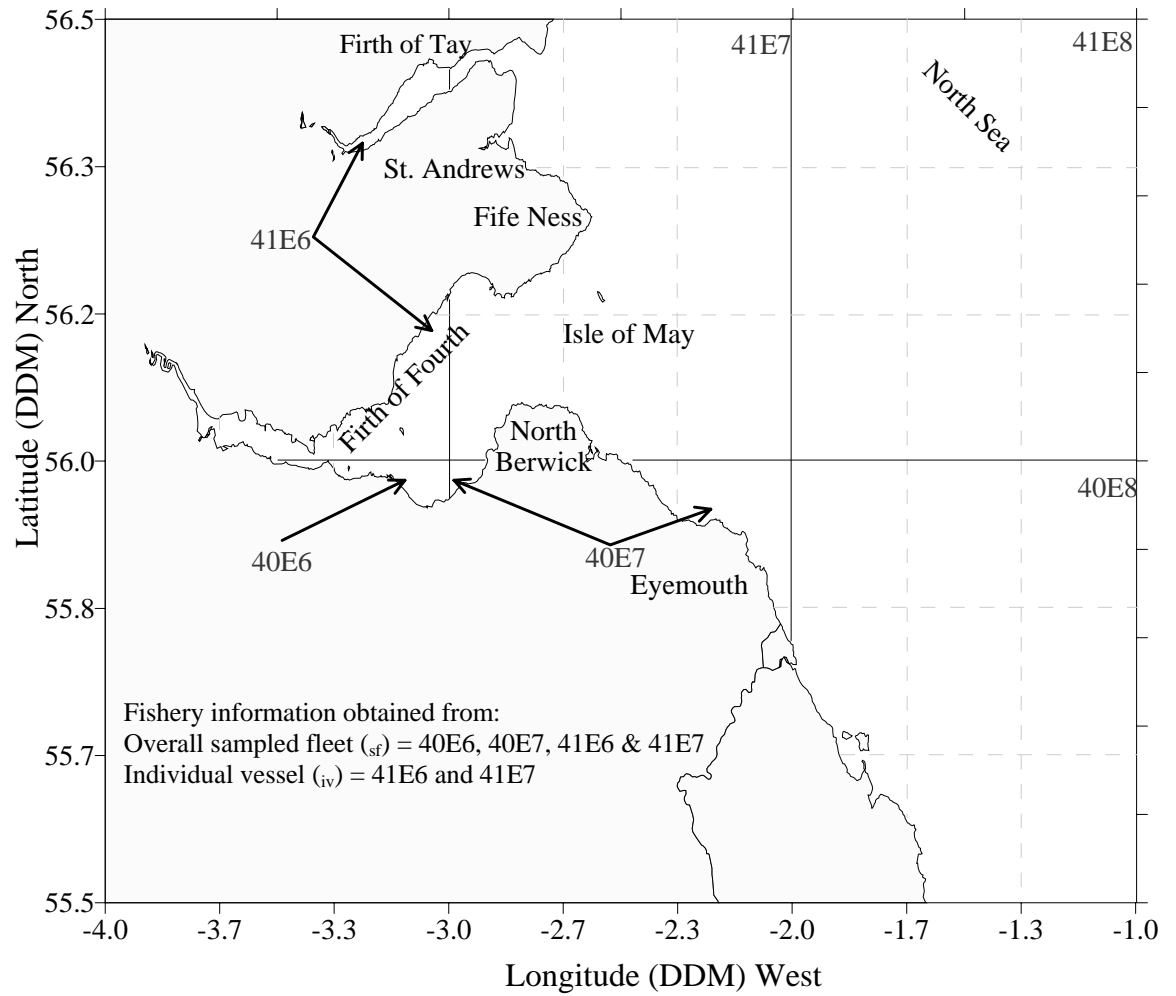 56.5
56.3
56.2
56.0
55.8
55.7
55.5
Latitude (DDM) North
Firth of Tay
41E7
41E8
North Sea
St. Andrews
Fife Ness
41E6
Isle of May
Firth of Fourth
North
Berwick
40E8
40E6
40E7
Eyemouth
Fishery information obtained from:
Overall sampled fleet (sf) = 40E6, 40E7, 41E6 & 41E7
Individual vessel (iv) = 41E6 and 41E7
-4.0 -3.7 -3.0 -2.7 -2.3 -2.0 -1.7 -1.3 -1.0
Longitude (DDM) West